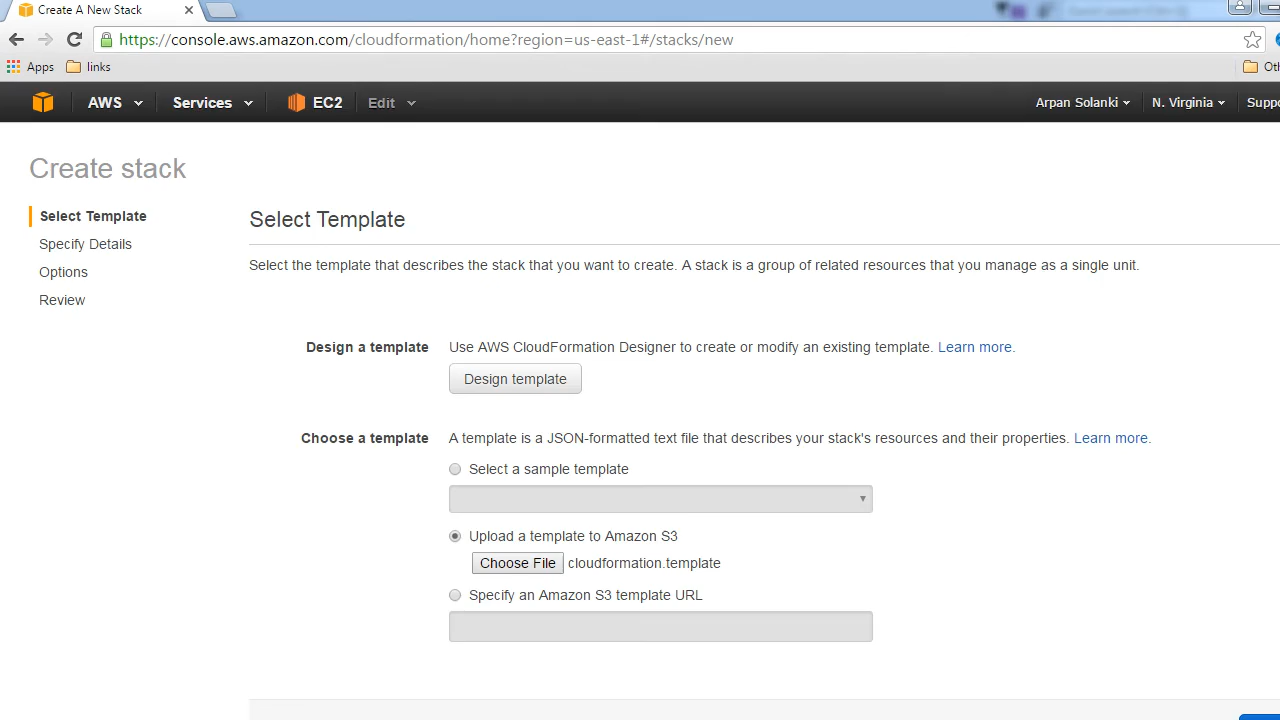 Create A New Stack
https://console.aws.amazon.com/cloudformation/home?region=us-east-1#/stacks/new
Apps links
AWS Services EC2 Edit Arpan Solanki N. Virginia
Create stack
Select Template
Specify Details
Options
Review
Select Template
Select the template that describes the stack that you want to create. A stack is a group of related resources that you manage as a single unit.
Design a template Use AWS CloudFormation Designer to create or modify an existing template. Learn more.
Design template
Choose a template A template is a JSON-formatted text file that describes your stack's resources and their properties. Learn more.
Select a sample template
Upload a template to Amazon S3
Choose File cloudformation.template
Specify an Amazon S3 template URL